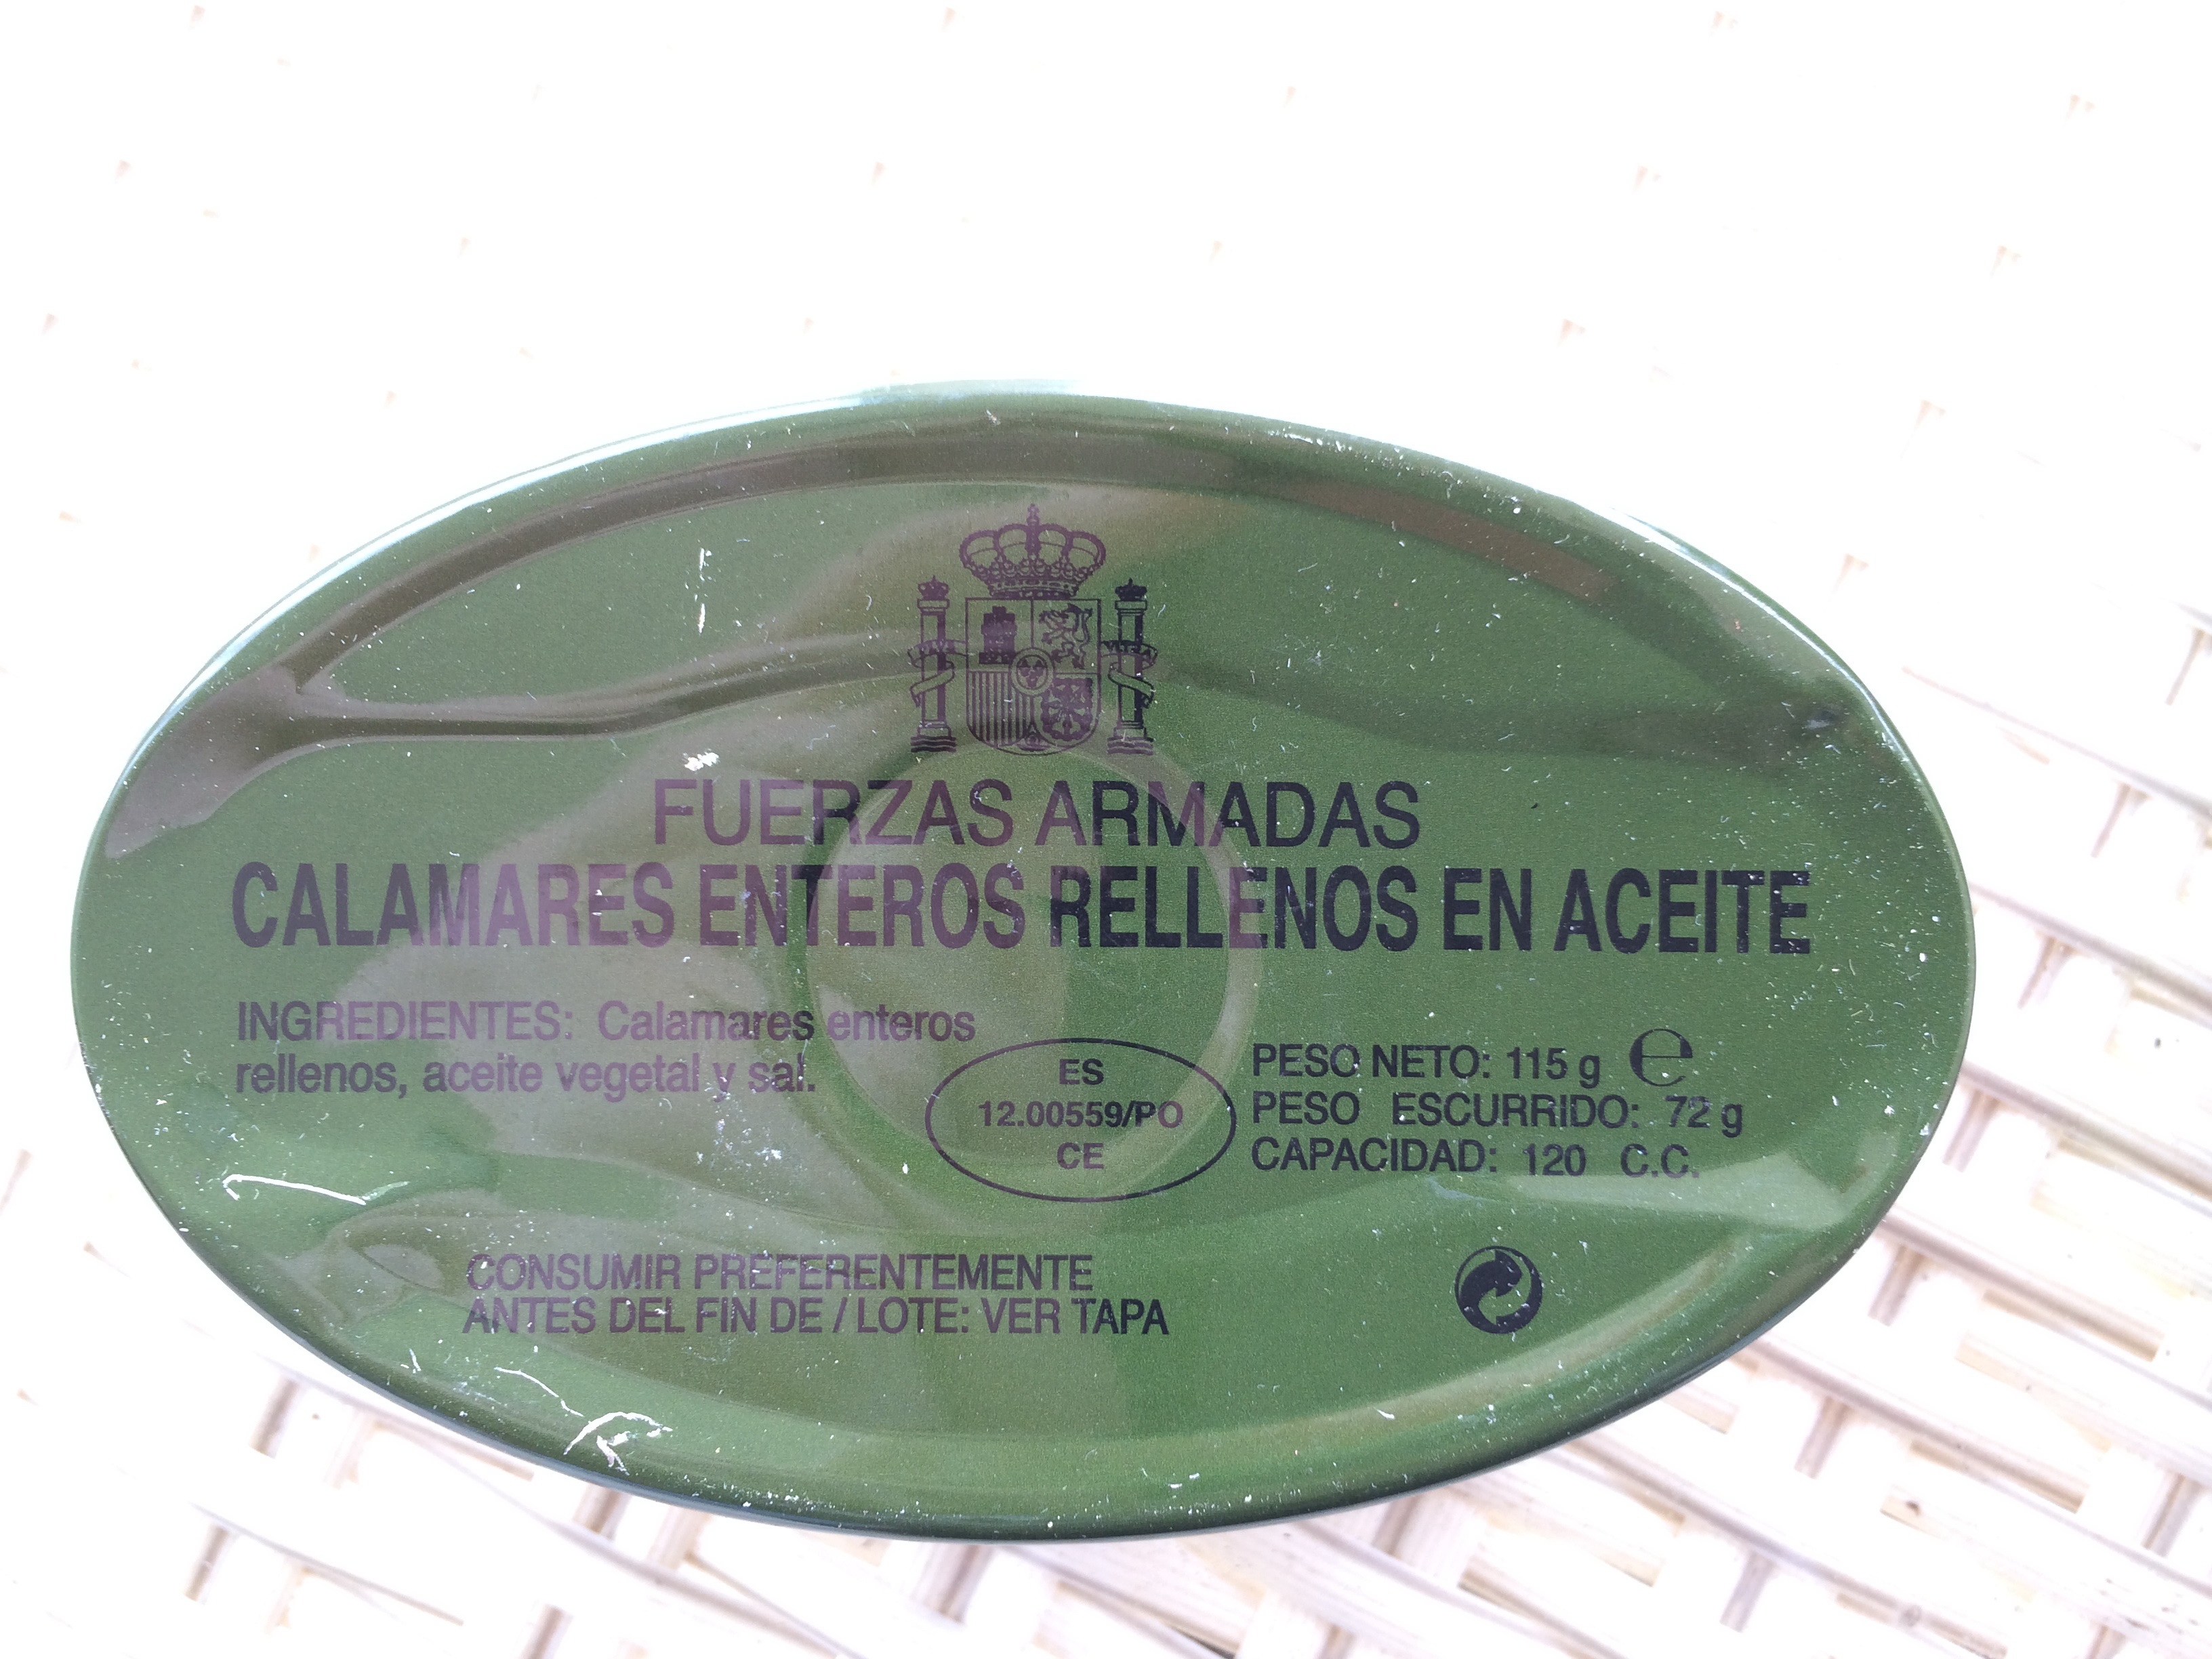 FUERZAS ARMADAS
CALAMARES ENTEROS RELLENOS EN ACEITE
INGREDIENTES: Calamares enteros
rellenos, aceite vegetal y sal.
ES
12.00559/PO
CE
PESO NETO: 115 g ℮
PESO ESCURRIDO: 72 g
CAPACIDAD: 120 C.C.
CONSUMIR PREFERENTEMENTE
ANTES DEL FIN DE / LOTE: VER TAPA